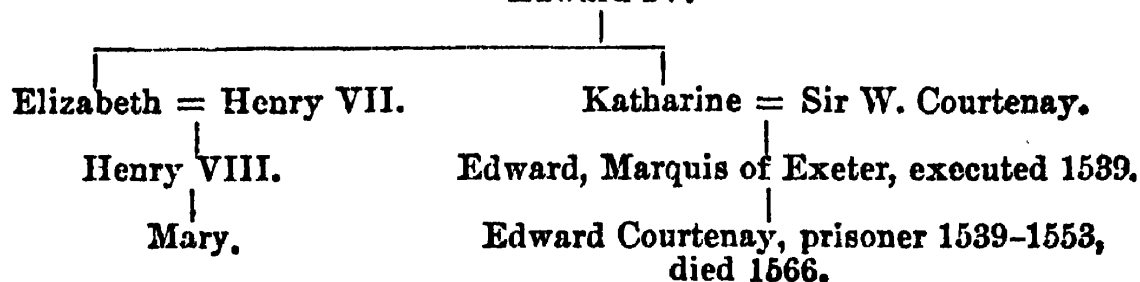 Elizabeth = Henry VII. Katharine = Sir W. Courtenay.
Henry VIII. Edward, Marquis of Exeter, executed 1539.
Mary. Edward Courtenay, prisoner 1539–1553,
died 1566.